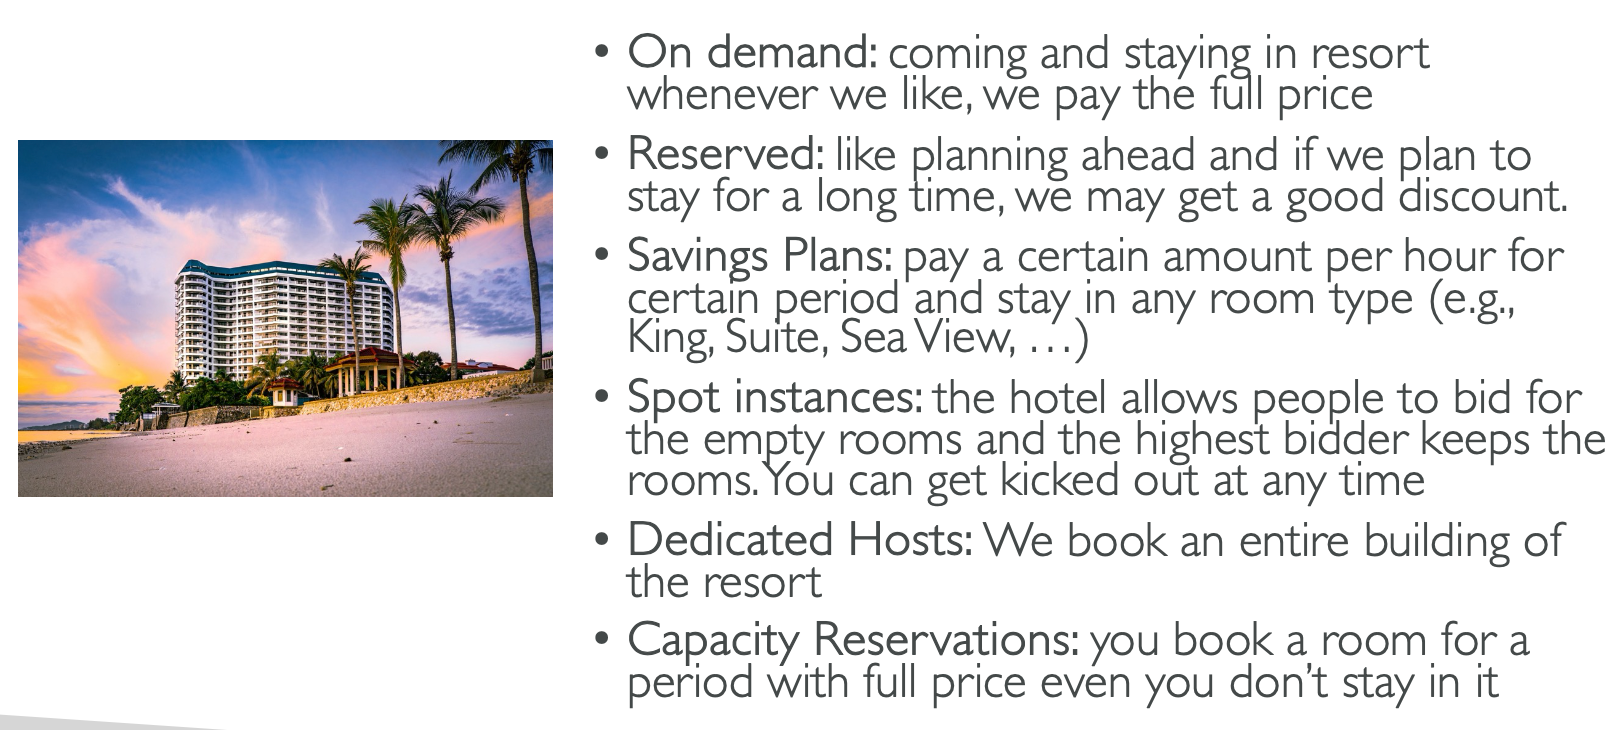 • On demand: coming and staying in resort
whenever we like, we pay the full price
• Reserved: like planning ahead and if we plan to
stay for a long time, we may get a good discount.
• Savings Plans: pay a certain amount per hour for
certain period and stay in any room type (e.g.,
King, Suite, Sea View, …)
• Spot instances: the hotel allows people to bid for
the empty rooms and the highest bidder keeps the
rooms. You can get kicked out at any time
• Dedicated Hosts: We book an entire building of
the resort
• Capacity Reservations: you book a room for a
period with full price even you don’t stay in it